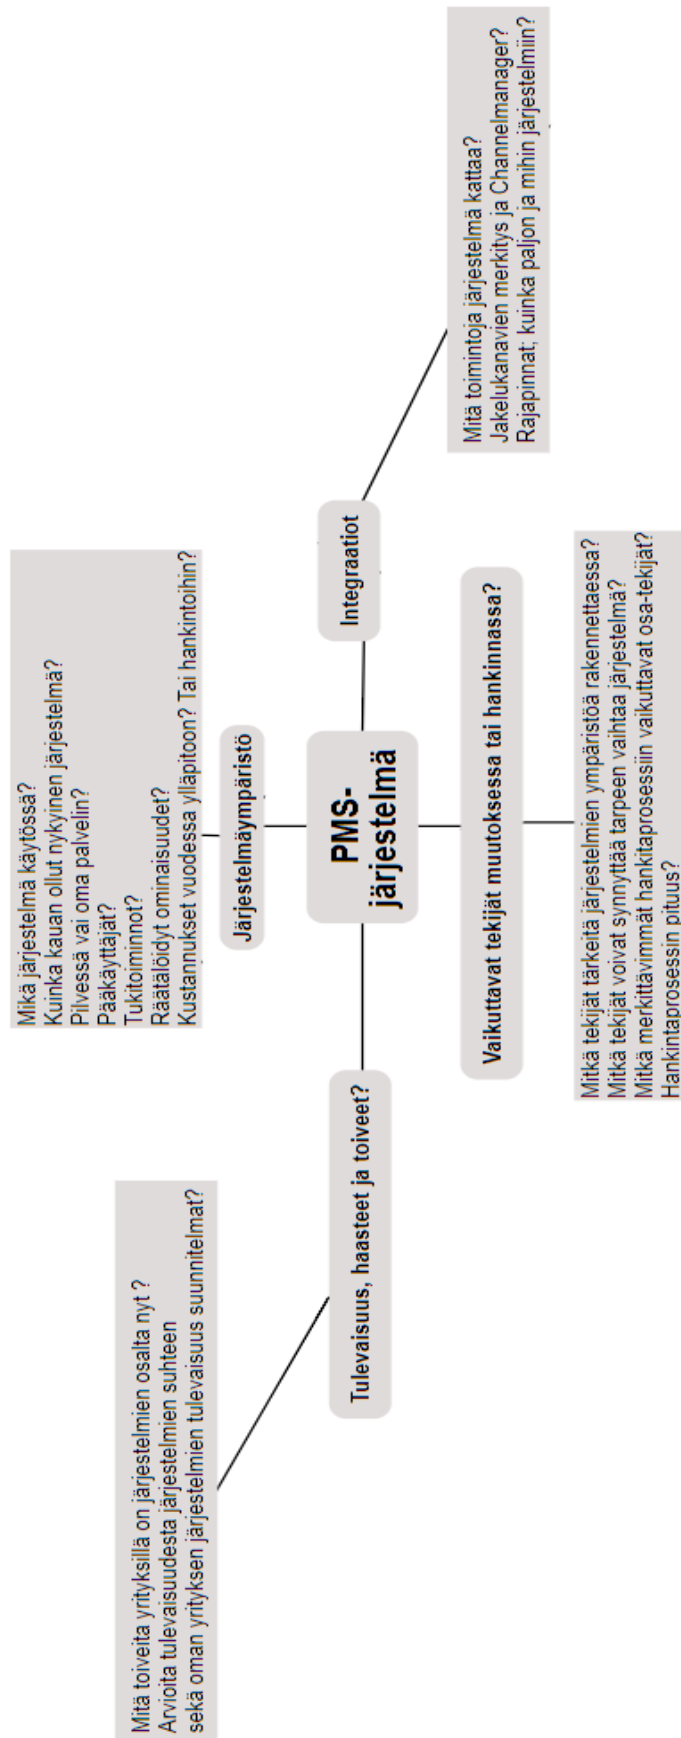 Mikä järjestelmä käytössä?
Kuinka kauan ollut nykyinen järjestelmä?
Pilvessä vai oma palvelin?
Pääkäyttäjät?
Tukitoiminnot?
Räätälöidyt ominaisuudet?
Kustannukset vuodessa ylläpitoon? Tai hankintoihin?
Järjestelmäympäristö
Mitä toiveita yrityksillä on järjestelmien osalta nyt ?
Arvioita tulevaisuudesta järjestelmien suhteen
sekä oman yrityksen järjestelmien tulevaisuus suunnitelmat?
Tulevaisuus, haasteet ja toiveet?
PMS-
järjestelmä
Integraatiot
Mitä toimintoja järjestelmä kattaa?
Jakelukanavien merkitys ja Channelmanager?
Rajapinnat; kuinka paljon ja mihin järjestelmiin?
Vaikuttavat tekijät muutoksessa tai hankinnassa?
Mitkä tekijät tärkeitä järjestelmien ympäristöä rakennettaessa?
Mitkä tekijät voivat synnyttää tarpeen vaihtaa järjestelmä?
Mitkä merkittävimmät hankitaprosessiin vaikuttavat osa-tekijät?
Hankintaprosessin pituus?